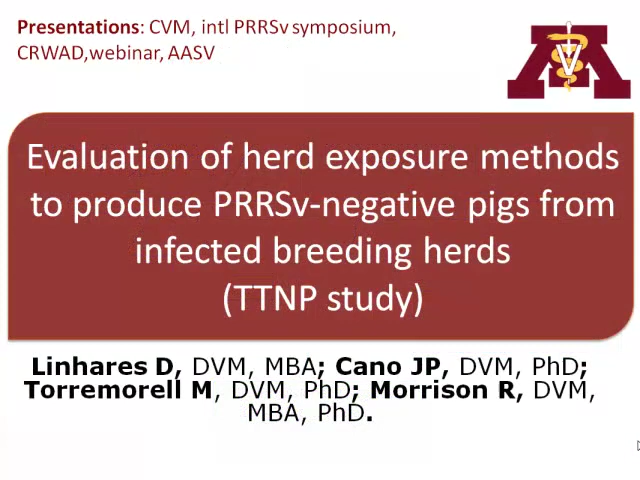 Presentations: CVM, intl PRRSv symposium,
CRWAD,webinar, AASV
Evaluation of herd exposure methods
to produce PRRSv-negative pigs from
infected breeding herds
(TTNP study)
Linhares D, DVM, MBA; Cano JP, DVM, PhD;
Torremorell M, DVM, PhD; Morrison R, DVM,
MBA, PhD.